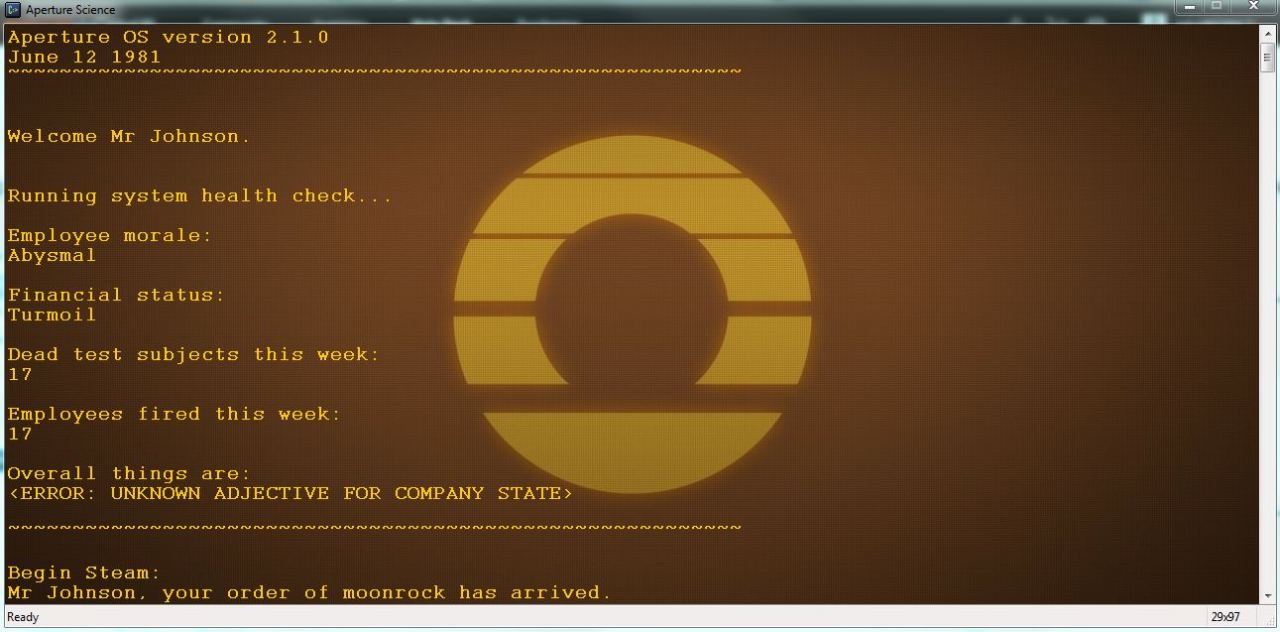 Aperture Science
Aperture OS version 2.1.0
June 12 1981
~~~~~~~~~~~~~~~~~~~~~~~~~~~~~~~~~~~~~~~~~~~~~~~~~~~~~~~~~
Welcome Mr Johnson.
Running system health check...
Employee morale:
Abysmal
Financial status:
Turmoil
Dead test subjects this week:
17
Employees fired this week:
17
Overall things are:
<ERROR: UNKNOWN ADJECTIVE FOR COMPANY STATE>
~~~~~~~~~~~~~~~~~~~~~~~~~~~~~~~~~~~~~~~~~~~~~~~~~~~~~~~~~
Begin Steam:
Mr Johnson, your order of moonrock has arrived.
Ready
29x97